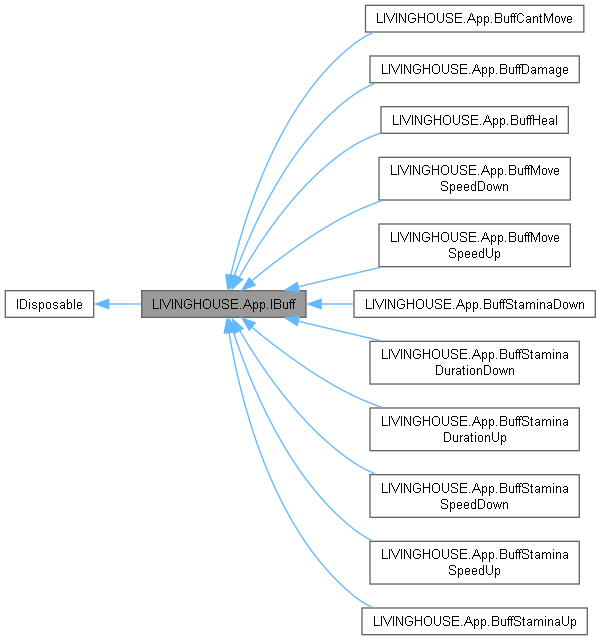 LIVINGHOUSE.App.BuffCantMove
LIVINGHOUSE.App.BuffDamage
LIVINGHOUSE.App.BuffHeal
LIVINGHOUSE.App.BuffMove
SpeedDown
LIVINGHOUSE.App.BuffMove
SpeedUp
IDisposable
LIVINGHOUSE.App.IBuff
LIVINGHOUSE.App.BuffStaminaDown
LIVINGHOUSE.App.BuffStamina
DurationDown
LIVINGHOUSE.App.BuffStamina
DurationUp
LIVINGHOUSE.App.BuffStamina
SpeedDown
LIVINGHOUSE.App.BuffStamina
SpeedUp
LIVINGHOUSE.App.BuffStaminaUp